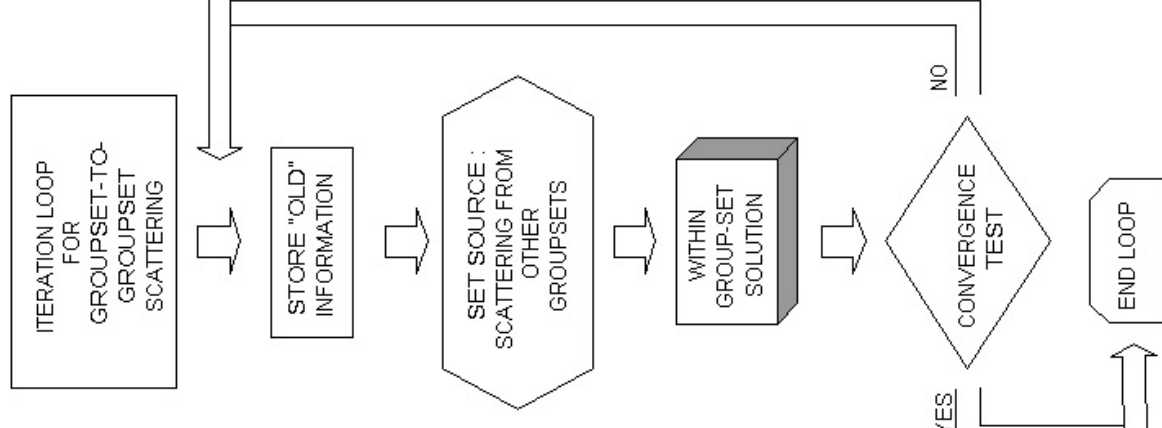 ITERATION LOOP
FOR
GROUPSET-TO-
GROUPSET
SCATTERING
STORE "OLD"
INFORMATION
SET SOURCE :
SCATTERING FROM
OTHER
GROUPSETS
WITHIN
GROUP-SET
SOLUTION
CONVERGENCE
TEST
NO
YES
END LOOP